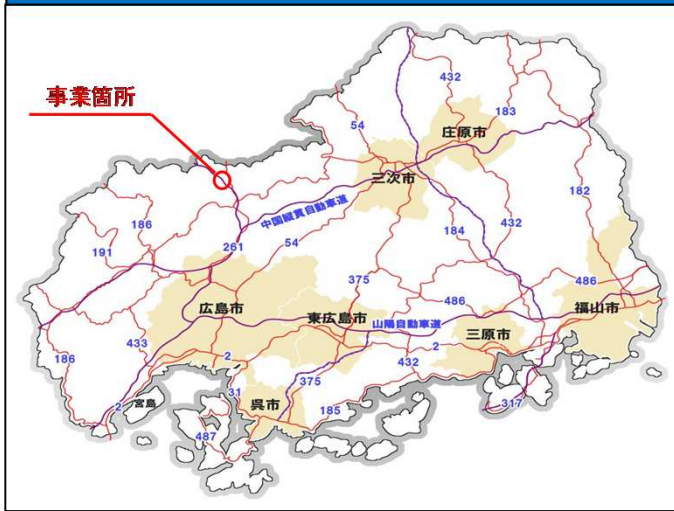 事業箇所
432
183
54
庄原市
三次市
182
186
中国縦貫自動車道
191
261
54
184
432
375
486
486
広島市
東広島市
山陽自動車道
三原市
福山市
186
433
2
2
375
432
31
呉市
185
317
2
宮島
487